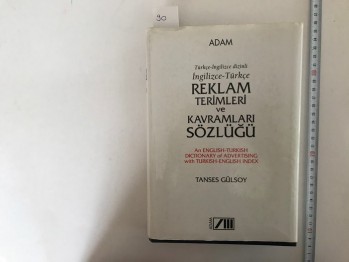 30
ADAM
Türkçe-İngilizce dizinli
İngilizce-Türkçe
REKLAM
TERİMLERİ
ve
KAVRAMLARI
SÖZLÜĞÜ
An ENGLISH-TURKISH
DICTIONARY of ADVERTISING
with TURKISH-ENGLISH INDEX
TANSES GÜLSOY